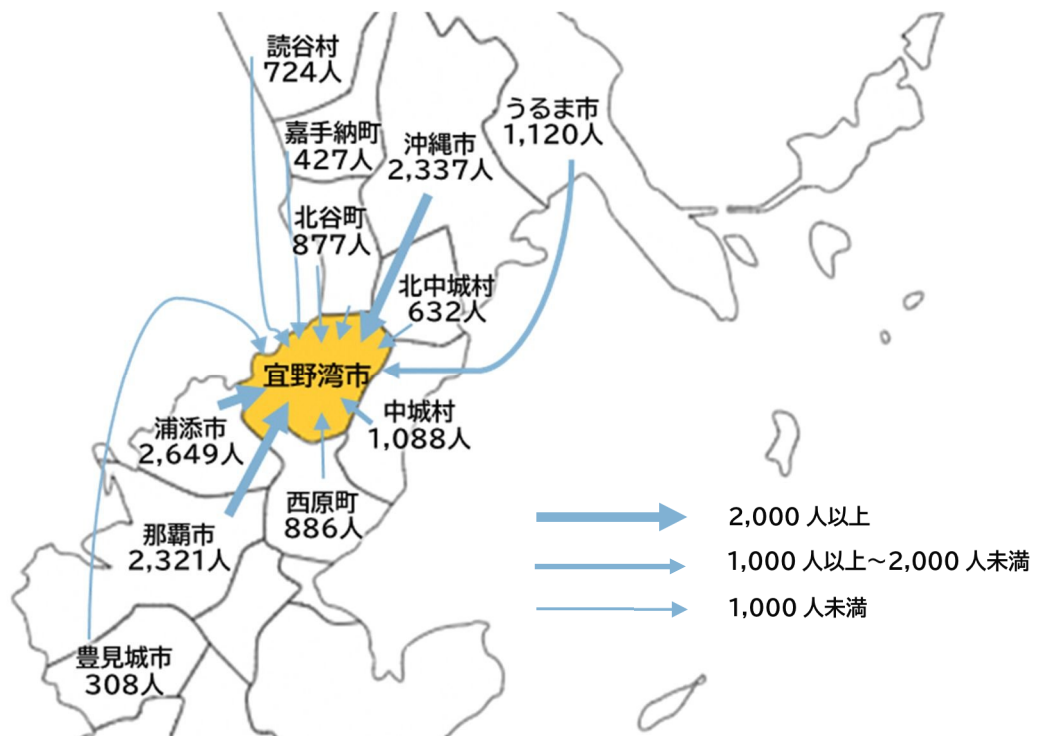 読谷村
724人
嘉手納町
427人
沖縄市
2,337人
うるま市
1,120人
北谷町
877人
北中城村
632人
宜野湾市
中城村
1,088人
浦添市
2,649人
西原町
886人
那覇市
2,321人
豊見城市
308人
2,000 人以上
1,000 人以上～2,000 人未満
1,000 人未満